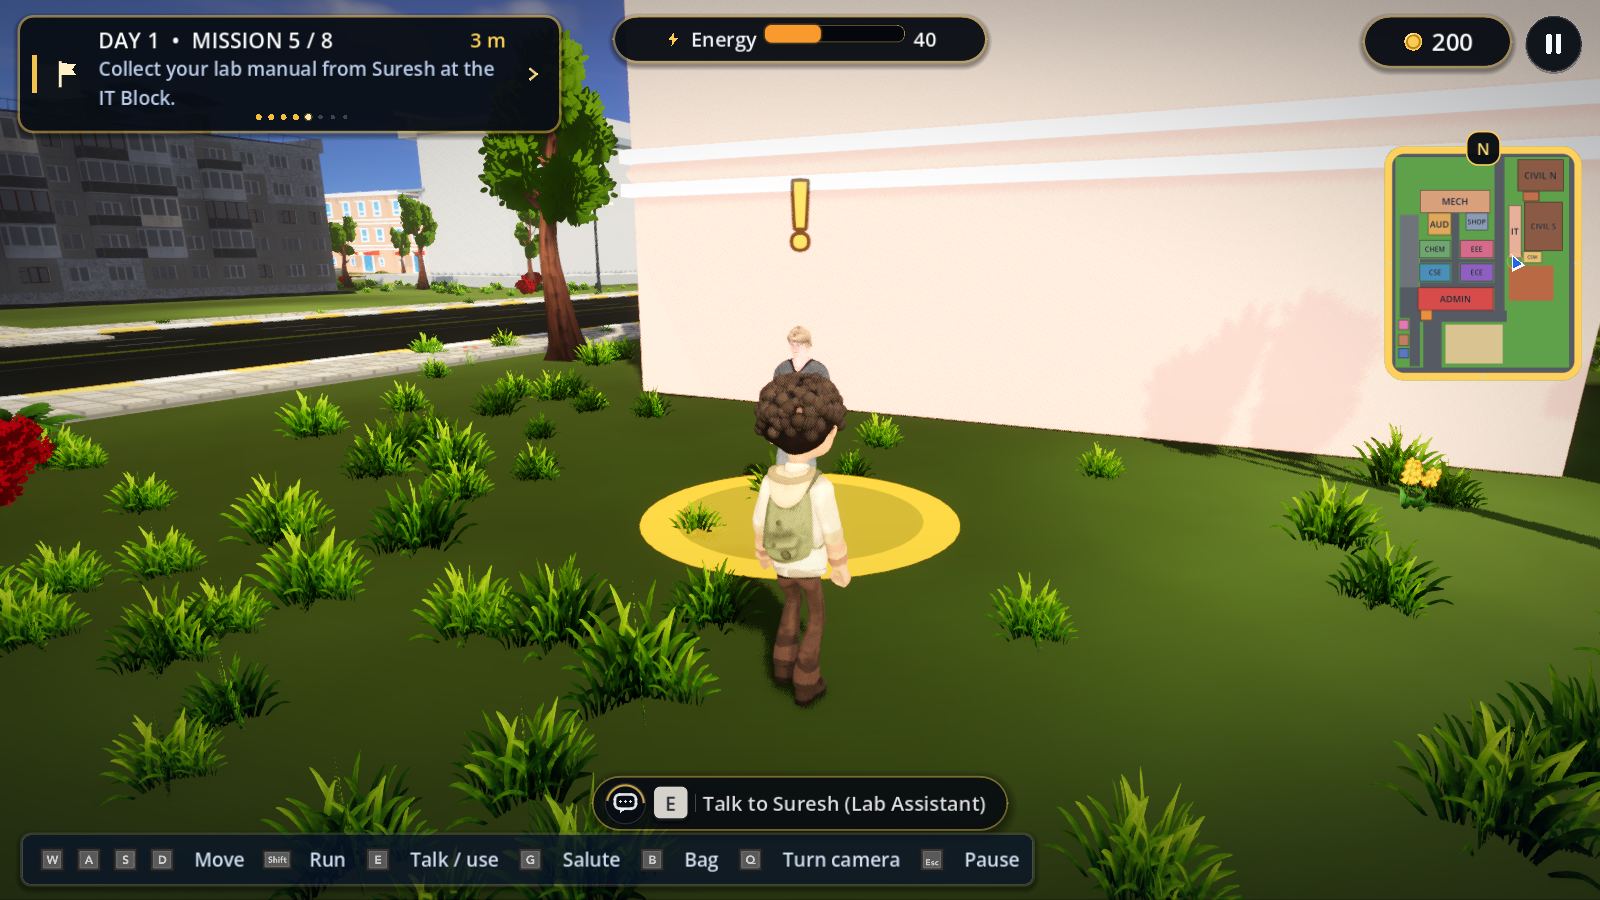 DAY 1 • MISSION 5 / 8
3 m
Collect your lab manual from Suresh at the
IT Block.
Energy
40
200
N
CIVIL N
MECH
AUD
SHOP
IT
CIVIL S
CHEM
EEE
COW
CSE
ECE
ADMIN
E Talk to Suresh (Lab Assistant)
W A S D Move Shift Run E Talk / use G Salute B Bag Q Turn camera Esc Pause